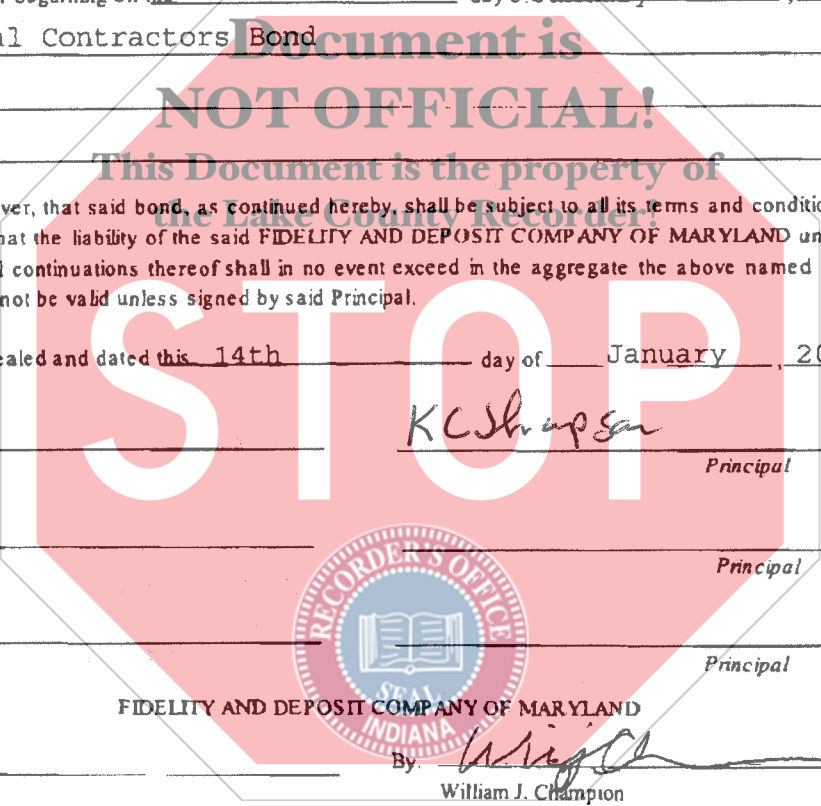 day
al Contractors Bond
Document is
NOT OFFICIAL!
This Document is the property of
the Lake County Recorder!
ver, that said bond, as continued hereby, shall be subject to all its terms and conditio
hat the liability of the said FIDELITY AND DEPOSIT COMPANY OF MARYLAND un
l continuations thereof shall in no event exceed in the aggregate the above named
not be valid unless signed by said Principal.
ealed and dated this 14th day of January, 20
STOP
Principal
Principal
RECORDER'S OFFICE
SEAL
INDIANA
Principal
FIDELITY AND DEPOSIT COMPANY OF MARYLAND
By
William J. Champion